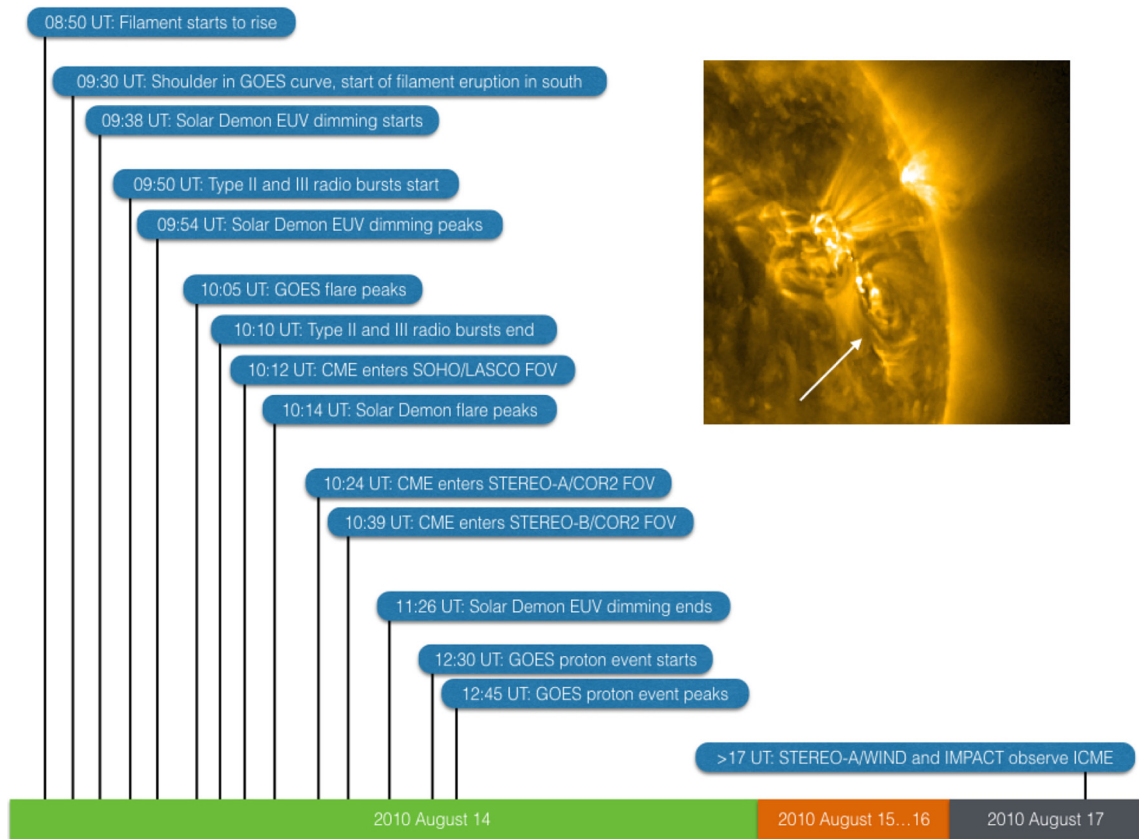 08:50 UT: Filament starts to rise
09:30 UT: Shoulder in GOES curve, start of filament eruption in south
09:38 UT: Solar Demon EUV dimming starts
09:50 UT: Type II and III radio bursts start
09:54 UT: Solar Demon EUV dimming peaks
10:05 UT: GOES flare peaks
10:10 UT: Type II and III radio bursts end
10:12 UT: CME enters SOHO/LASCO FOV
10:14 UT: Solar Demon flare peaks
10:24 UT: CME enters STEREO-A/COR2 FOV
10:39 UT: CME enters STEREO-B/COR2 FOV
11:26 UT: Solar Demon EUV dimming ends
12:30 UT: GOES proton event starts
12:45 UT: GOES proton event peaks
>17 UT: STEREO-A/WIND and IMPACT observe ICME
2010 August 14
2010 August 15...16
2010 August 17